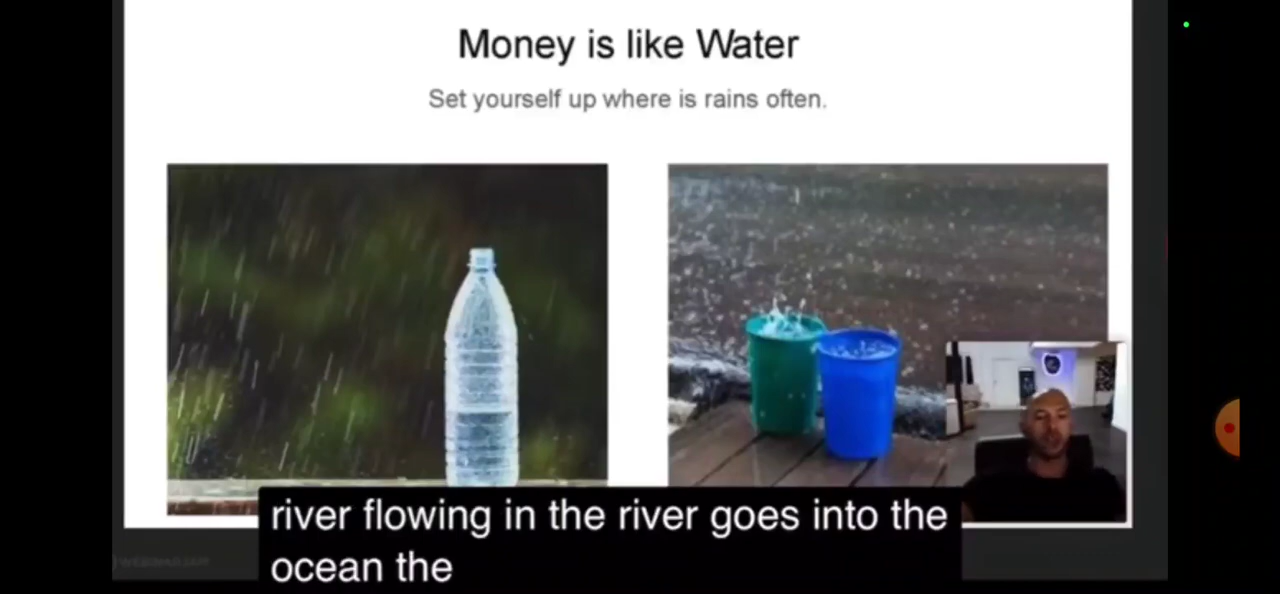 Money is like Water
Set yourself up where is rains often.
river flowing in the river goes into the
ocean the